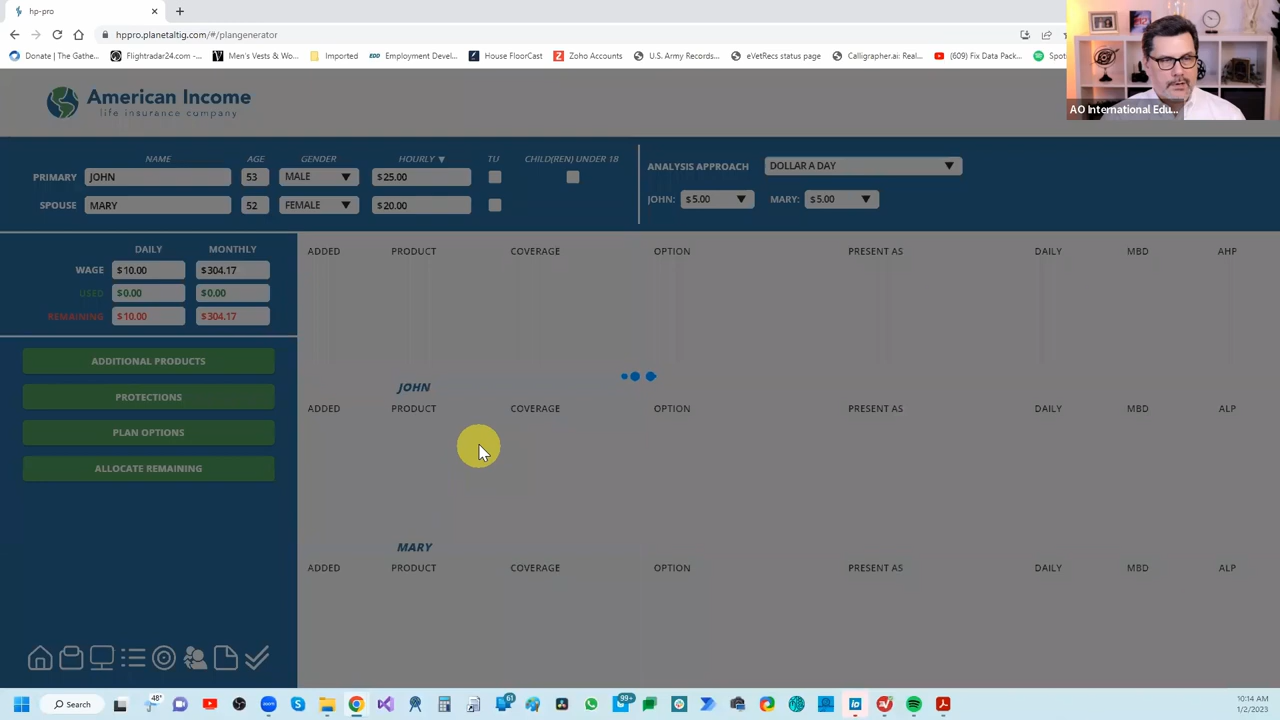 hp-pro
hppro.planetaltig.com/#/plangenerator
Donate | The Gathe...
Flightradar24.com -...
Men's Vests & Wo...
Imported
EDD
Employment Devel...
House FloorCast
Zoho Accounts
U.S. Army Records...
eVetRecs status page
Calligrapher.ai: Real...
(609) Fix Data Pack...
Spot
AO International Edu...
American Income
life insurance company
NAME AGE GENDER HOURLY ▼ TU CHILD(REN) UNDER 18
PRIMARY JOHN 53 MALE ▼ $25.00
SPOUSE MARY 52 FEMALE ▼ $20.00
ANALYSIS APPROACH DOLLAR A DAY ▼
JOHN: $5.00 ▼ MARY: $5.00 ▼
DAILY MONTHLY
WAGE $10.00 $304.17
USED $0.00 $0.00
REMAINING $10.00 $304.17
ADDITIONAL PRODUCTS
PROTECTIONS
PLAN OPTIONS
ALLOCATE REMAINING
ADDED PRODUCT COVERAGE OPTION PRESENT AS DAILY MBD AHP
JOHN
ADDED PRODUCT COVERAGE OPTION PRESENT AS DAILY MBD ALP
MARY
ADDED PRODUCT COVERAGE OPTION PRESENT AS DAILY MBD ALP
Search
48°
61
99+
10:14 AM
1/2/2023